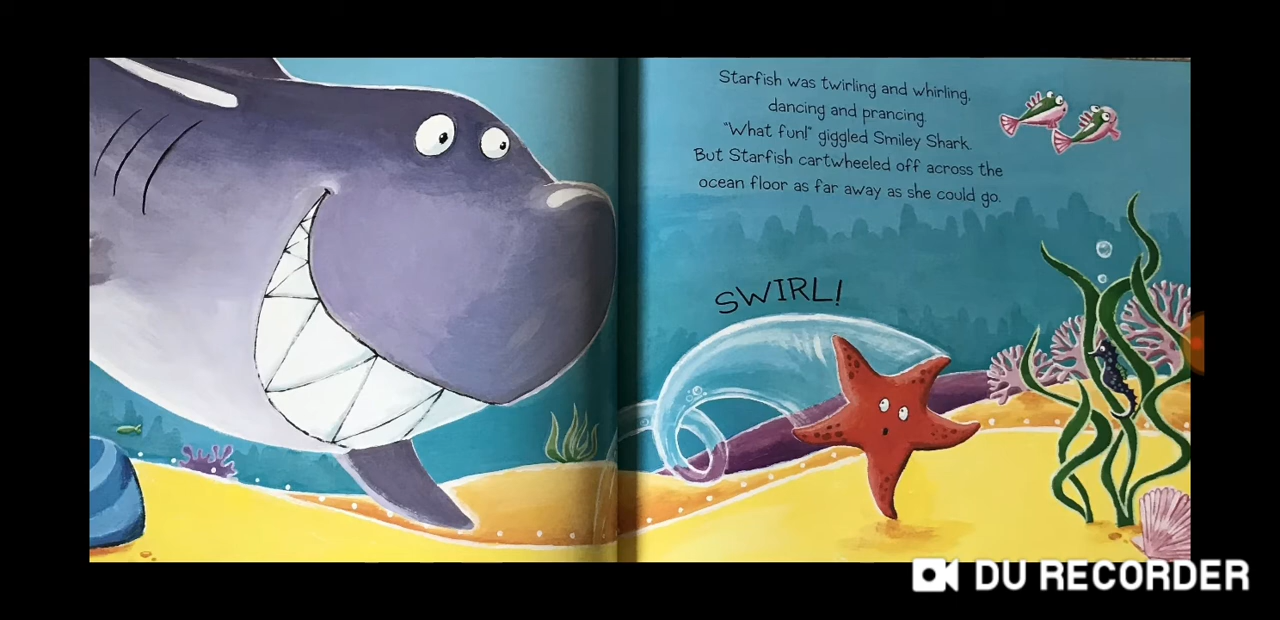 Starfish was twirling and whirling,
dancing and prancing.
"What fun!" giggled Smiley Shark.
But Starfish cartwheeled off across the
ocean floor as far away as she could go.
SWIRL!
DU RECORDER